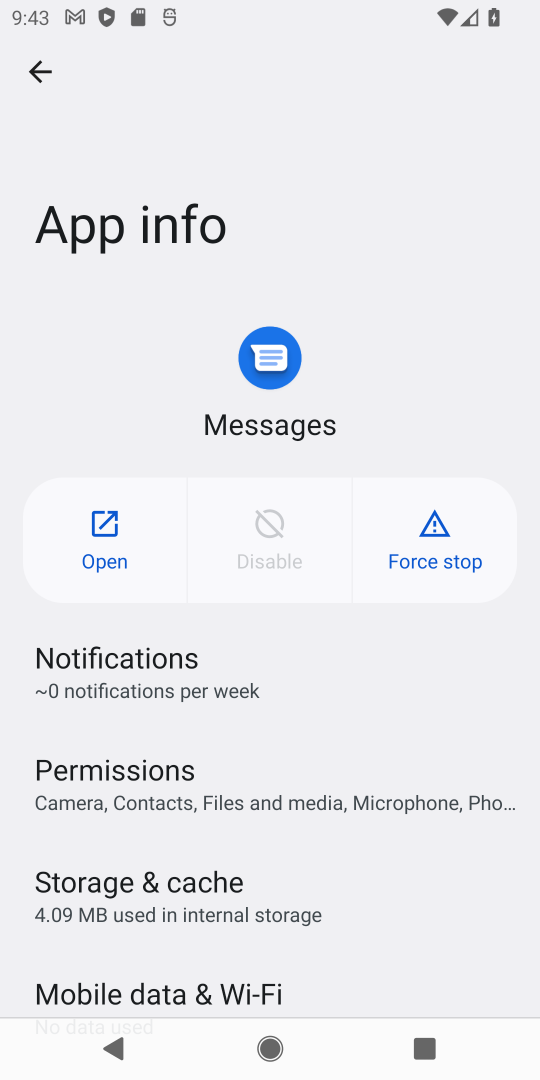 9:43
App info
Messages
Open
Disable
Force stop
Notifications
~0 notifications per week
Permissions
Camera, Contacts, Files and media, Microphone, Pho...
Storage & cache
4.09 MB used in internal storage
Mobile data & Wi-Fi
No data used